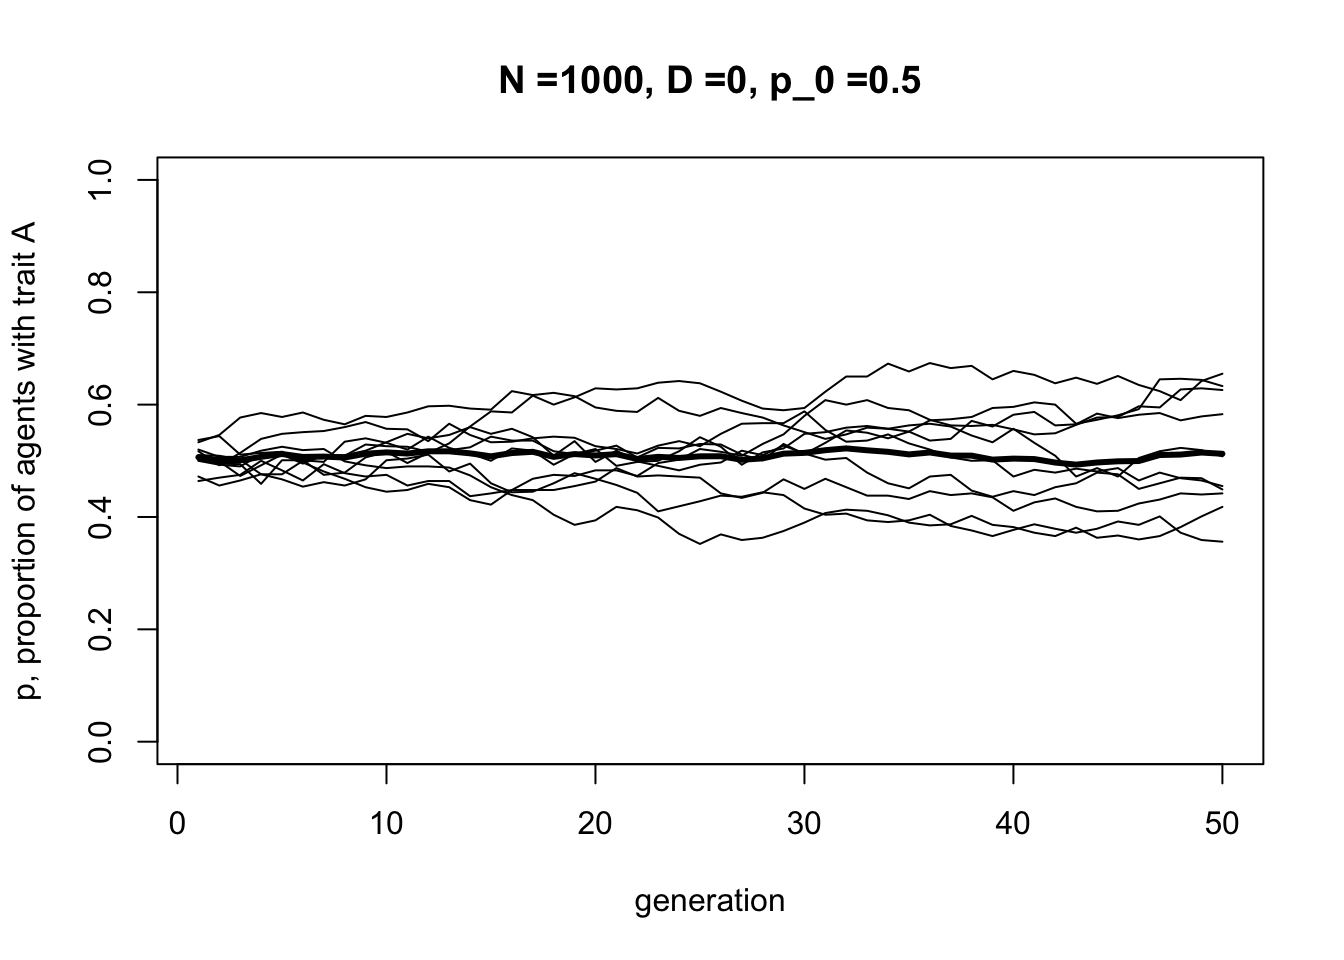 N =1000, D =0, p_0 =0.5
p, proportion of agents with trait A
1.0
0.8
0.6
0.4
0.2
0.0
0 10 20 30 40 50
generation